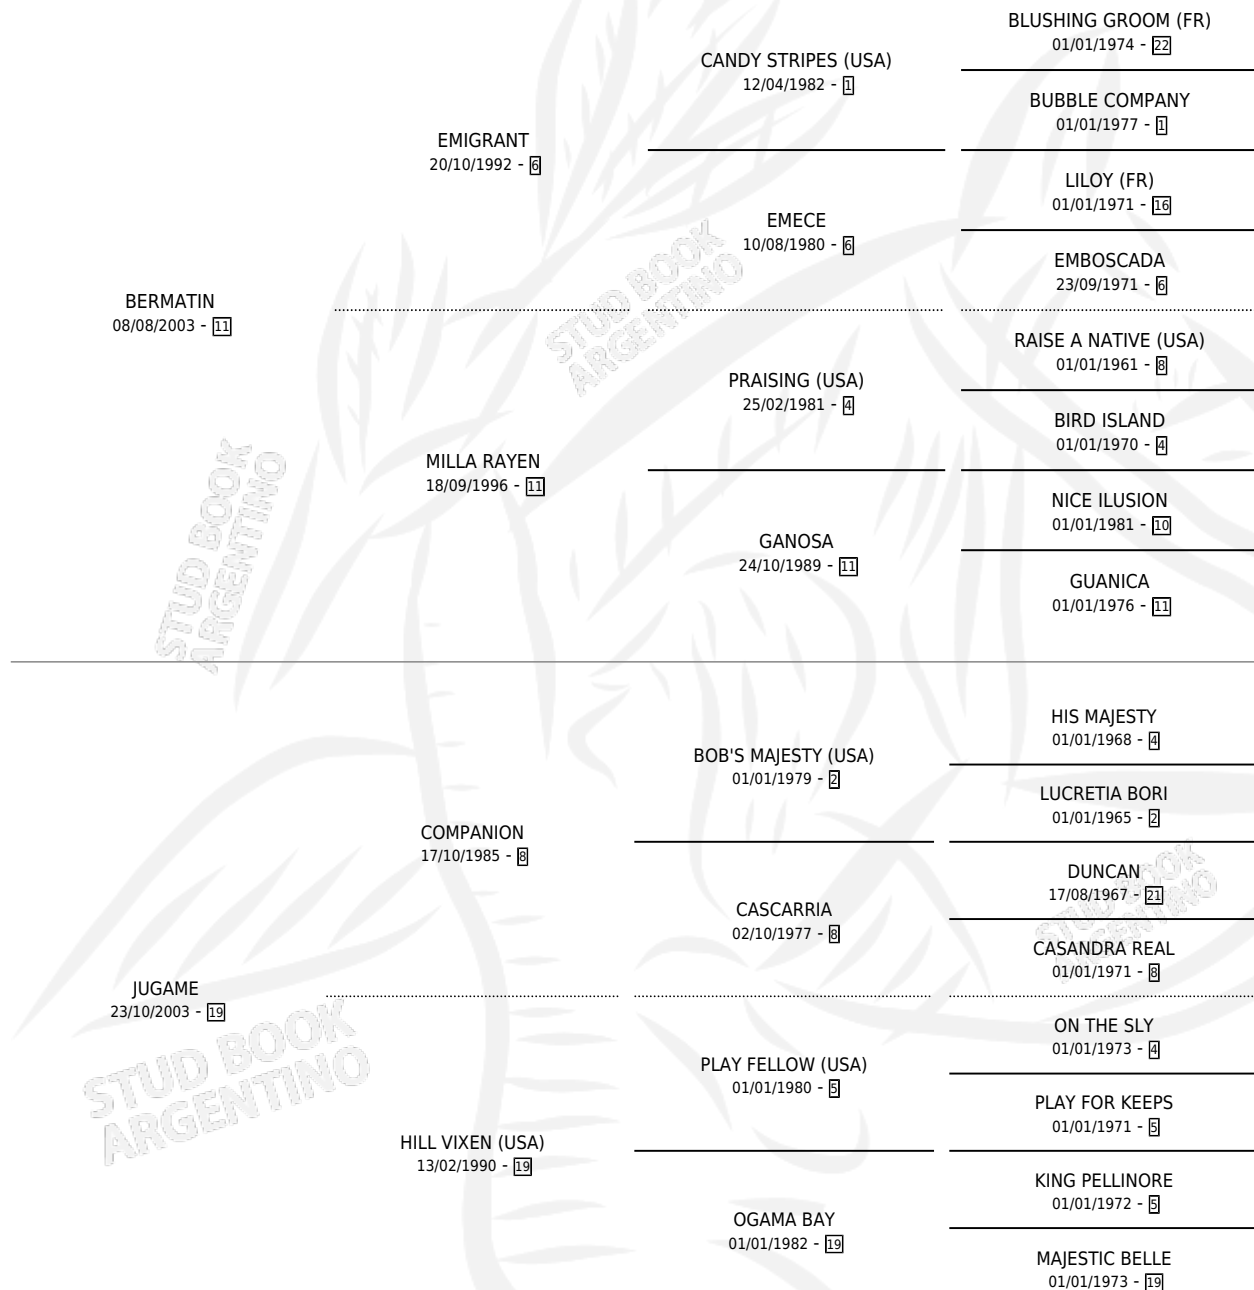 BLUSHING GROOM (FR)
01/01/1974 - 22
CANDY STRIPES (USA)
12/04/1982 - 1
BUBBLE COMPANY
01/01/1977 - 1
EMIGRANT
20/10/1992 - 6
LILOY (FR)
01/01/1971 - 16
EMECE
10/08/1980 - 6
EMBOSCADA
23/09/1971 - 6
BERMATIN
08/08/2003 - 11
RAISE A NATIVE (USA)
01/01/1961 - 8
PRAISING (USA)
25/02/1981 - 4
BIRD ISLAND
01/01/1970 - 4
MILLA RAYEN
18/09/1996 - 11
NICE ILUSION
01/01/1981 - 10
GANOSA
24/10/1989 - 11
GUANICA
01/01/1976 - 11
HIS MAJESTY
01/01/1968 - 4
BOB'S MAJESTY (USA)
01/01/1979 - 2
LUCRETIA BORI
01/01/1965 - 2
COMPANION
17/10/1985 - 8
DUNCAN
17/08/1967 - 21
CASCARRIA
02/10/1977 - 8
CASANDRA REAL
01/01/1971 - 8
JUGAME
23/10/2003 - 19
ON THE SLY
01/01/1973 - 4
PLAY FELLOW (USA)
01/01/1980 - 5
PLAY FOR KEEPS
01/01/1971 - 5
HILL VIXEN (USA)
13/02/1990 - 19
KING PELLINORE
01/01/1972 - 5
OGAMA BAY
01/01/1982 - 19
MAJESTIC BELLE
01/01/1973 - 19
STUD BOOK
ARGENTINO
STUD BOOK
ARGENTINO
STUD BOOK
ARGENTINO
STUD BOOK
ARGENTINO